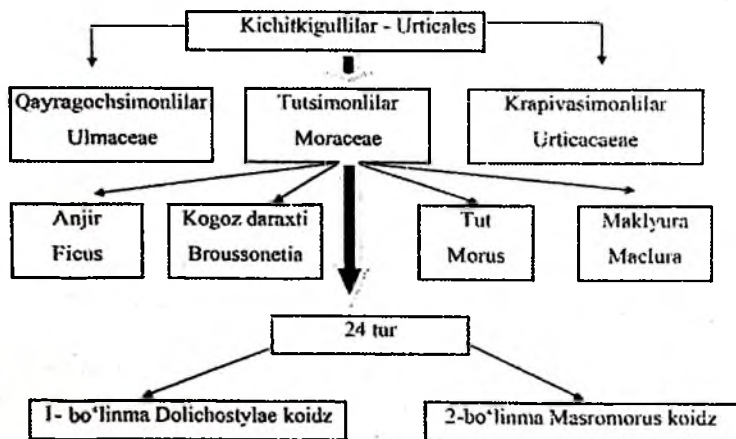 Kichitkigullilar - Urticales
Qayragochsimonlilar
Ulmaceae
Tutsimonlilar
Moraceae
Krapivasimonlilar
Urticacaeae
Anjir
Ficus
Kogoz daraxti
Broussonetia
Tut
Morus
Maklyura
Maclura
24 tur
1- bo‘linma Dolichostylae koidz
2-bo‘linma Masromorus koidz